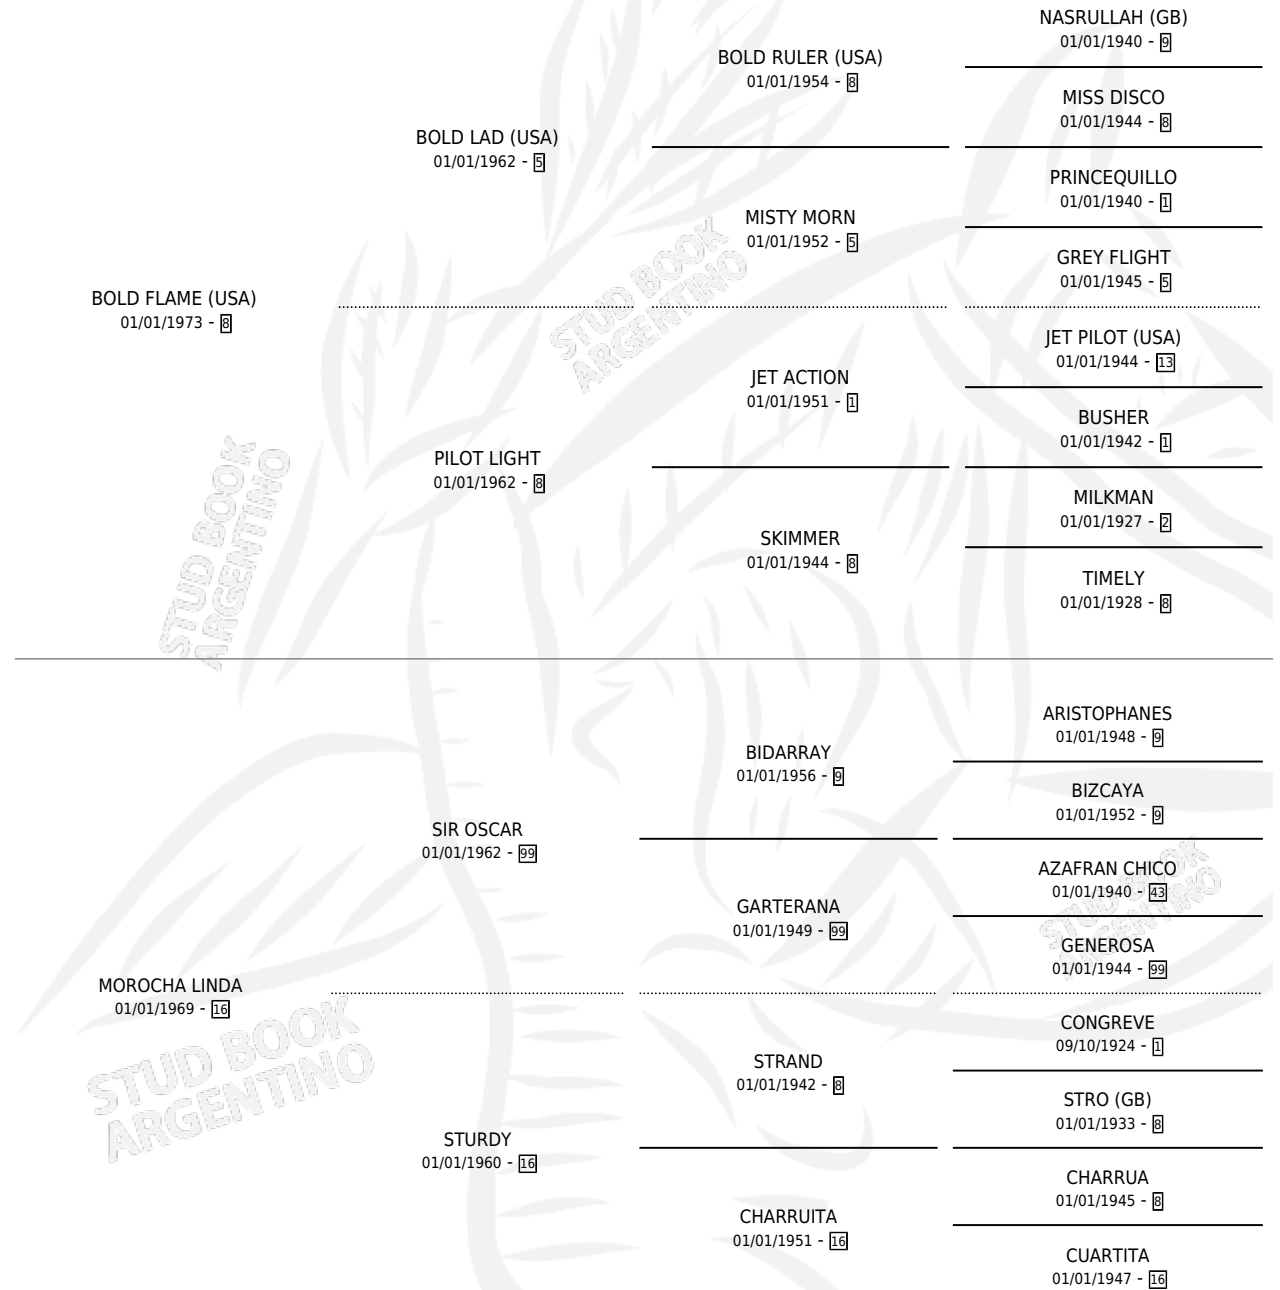 NASRULLAH (GB)
01/01/1940 - 9
BOLD RULER (USA)
01/01/1954 - 8
MISS DISCO
01/01/1944 - 8
BOLD LAD (USA)
01/01/1962 - 5
PRINCEQUILLO
01/01/1940 - 1
MISTY MORN
01/01/1952 - 5
GREY FLIGHT
01/01/1945 - 5
BOLD FLAME (USA)
01/01/1973 - 8
JET PILOT (USA)
01/01/1944 - 13
JET ACTION
01/01/1951 - 1
BUSHER
01/01/1942 - 1
PILOT LIGHT
01/01/1962 - 8
MILKMAN
01/01/1927 - 2
SKIMMER
01/01/1944 - 8
TIMELY
01/01/1928 - 8
ARISTOPHANES
01/01/1948 - 9
BIDARRAY
01/01/1956 - 9
BIZCAYA
01/01/1952 - 9
SIR OSCAR
01/01/1962 - 99
AZAFRAN CHICO
01/01/1940 - 43
GARTERANA
01/01/1949 - 99
GENEROSA
01/01/1944 - 99
MOROCHA LINDA
01/01/1969 - 16
CONGREVE
09/10/1924 - 1
STRAND
01/01/1942 - 8
STRO (GB)
01/01/1933 - 8
STURDY
01/01/1960 - 16
CHARRUA
01/01/1945 - 8
CHARRUITA
01/01/1951 - 16
CUARTITA
01/01/1947 - 16
STUD BOOK
ARGENTINO
STUD BOOK
ARGENTINO
STUD BOOK
ARGENTINO
STUD BOOK
ARGENTINO